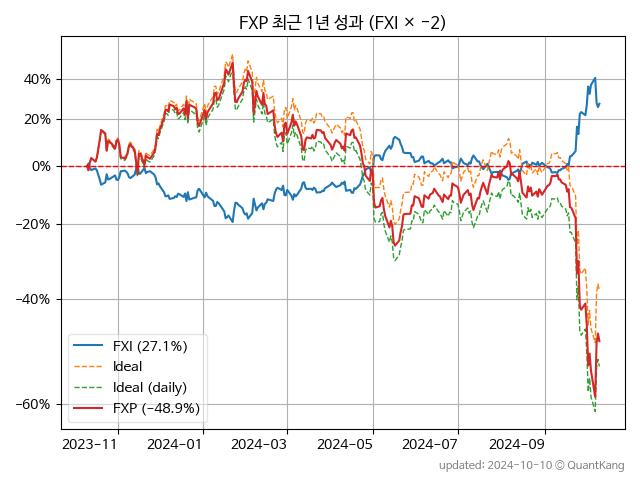 FXP 최근 1년 성과 (FXI × −2)
40%
20%
0%
−20%
−40%
−60%
FXI (27.1%)
Ideal
Ideal (daily)
FXP (−48.9%)
2023-11 2024-01 2024-03 2024-05 2024-07 2024-09
updated: 2024-10-10 © QuantKang